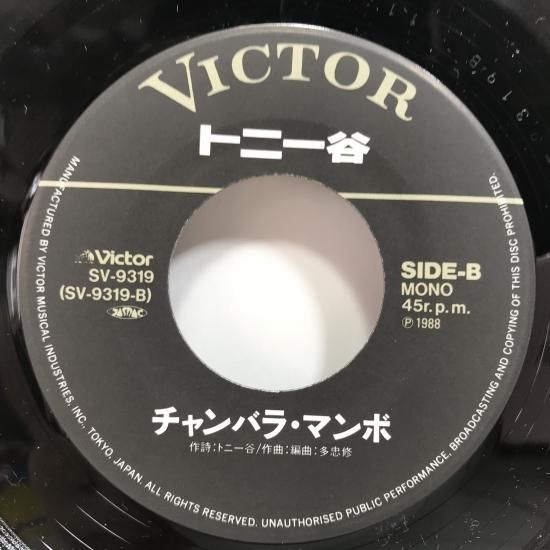 VICTOR
トニー谷
Victor
SV-9319
(SV-9319-B)
JASRAC
SIDE-B
MONO
45r.p.m.
Ⓟ 1988
チャンバラ・マンボ
作詩:トニー谷/作曲・編曲:多忠修
MANUFACTURED BY VICTOR MUSICAL INDUSTRIES, INC. TOKYO, JAPAN. ALL RIGHTS RESERVED. UNAUTHORISED PUBLIC PERFORMANCE, BROADCASTING AND COPYING OF THIS DISC PROHIBITED.